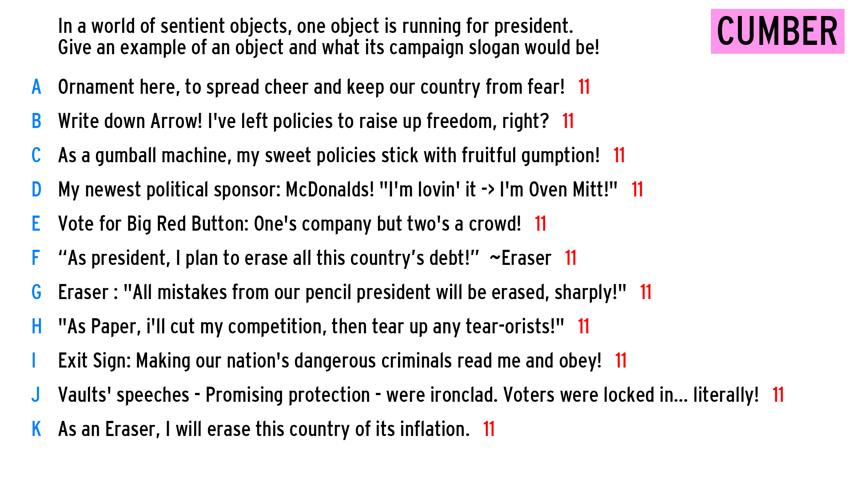 In a world of sentient objects, one object is running for president.
Give an example of an object and what its campaign slogan would be!
CUMBER
A Ornament here, to spread cheer and keep our country from fear! 11
B Write down Arrow! I've left policies to raise up freedom, right? 11
C As a gumball machine, my sweet policies stick with fruitful gumption! 11
D My newest political sponsor: McDonalds! "I'm lovin' it -> I'm Oven Mitt!" 11
E Vote for Big Red Button: One's company but two's a crowd! 11
F “As president, I plan to erase all this country’s debt!” ~Eraser 11
G Eraser : "All mistakes from our pencil president will be erased, sharply!" 11
H "As Paper, i'll cut my competition, then tear up any tear-orists!" 11
I Exit Sign: Making our nation's dangerous criminals read me and obey! 11
J Vaults' speeches - Promising protection - were ironclad. Voters were locked in... literally! 11
K As an Eraser, I will erase this country of its inflation. 11